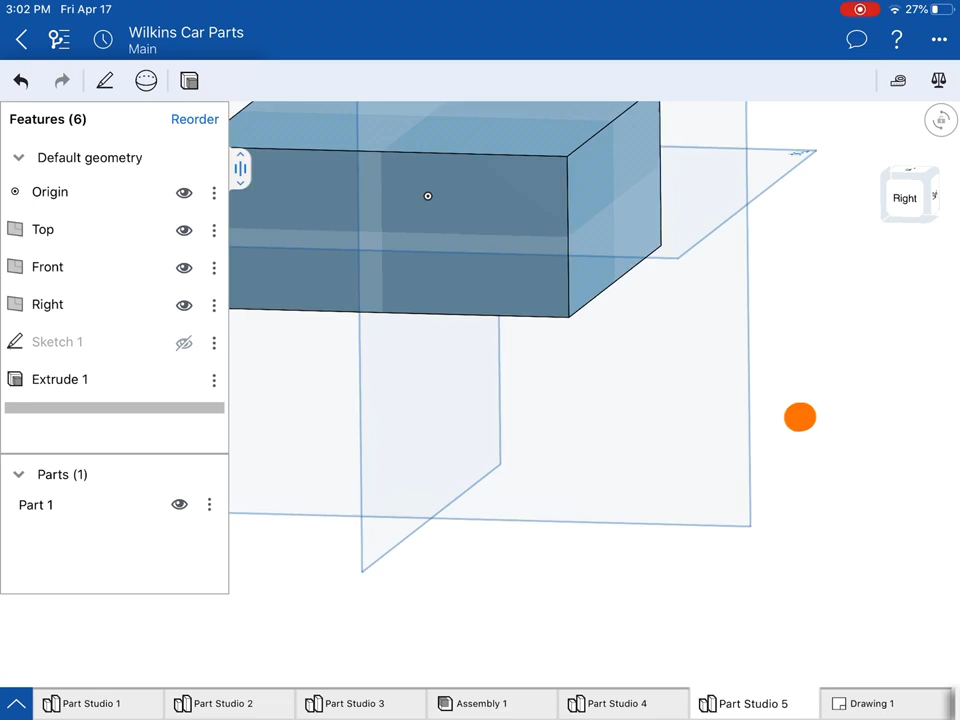 3:02 PM Fri Apr 17
27%
Wilkins Car Parts
Main
Features (6)
Reorder
Default geometry
Origin
Top
Front
Right
Sketch 1
Extrude 1
Parts (1)
Part 1
Right
Part Studio 1
Part Studio 2
Part Studio 3
Assembly 1
Part Studio 4
Part Studio 5
Drawing 1